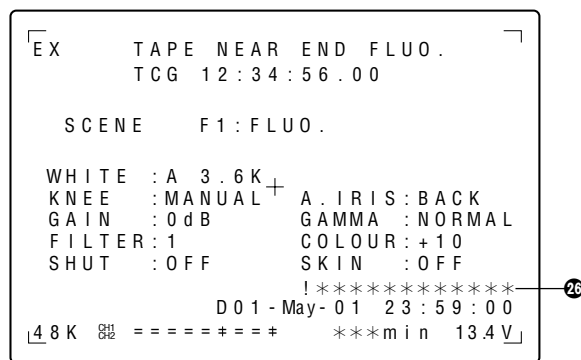 EX TAPE NEAR END FLUO.
TCG 12:34:56.00
SCENE F1:FLUO.
WHITE :A 3.6K
KNEE :MANUAL A.IRIS:BACK
GAIN :0dB GAMMA :NORMAL
FILTER:1 COLOUR:+10
SHUT :OFF SKIN :OFF
!************ 26
D01-May-01 23:59:00
48K CH1 CH2 =====‡=‡ ***min 13.4V